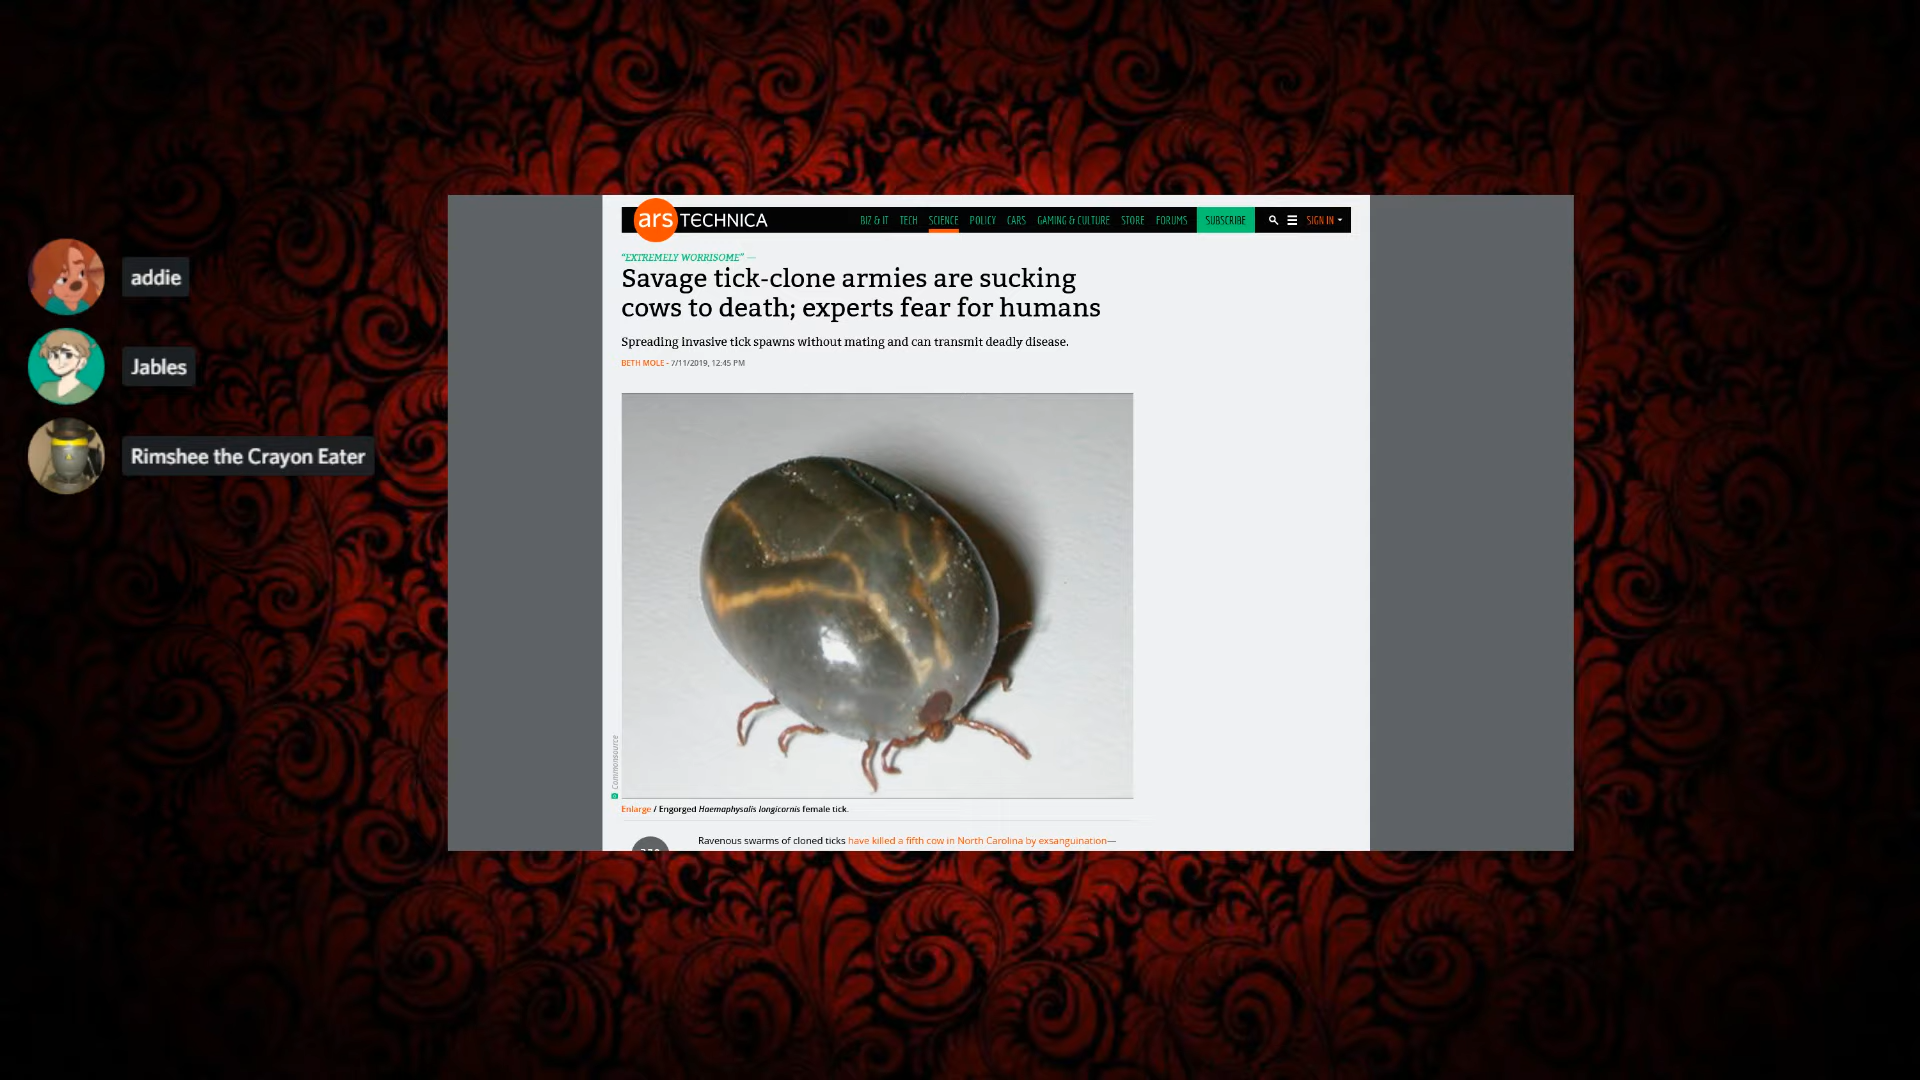 addie
Jables
Rimshee the Crayon Eater
ars TECHNICA
BIZ & IT TECH SCIENCE POLICY CARS GAMING & CULTURE STORE FORUMS SUBSCRIBE SIGN IN
“EXTREMELY WORRISOME” —
Savage tick-clone armies are sucking
cows to death; experts fear for humans
Spreading invasive tick spawns without mating and can transmit deadly disease.
BETH MOLE - 7/11/2019, 12:45 PM
Commonsource
Enlarge / Engorged Haemaphysalis longicornis female tick.
Ravenous swarms of cloned ticks have killed a fifth cow in North Carolina by exsanguination—